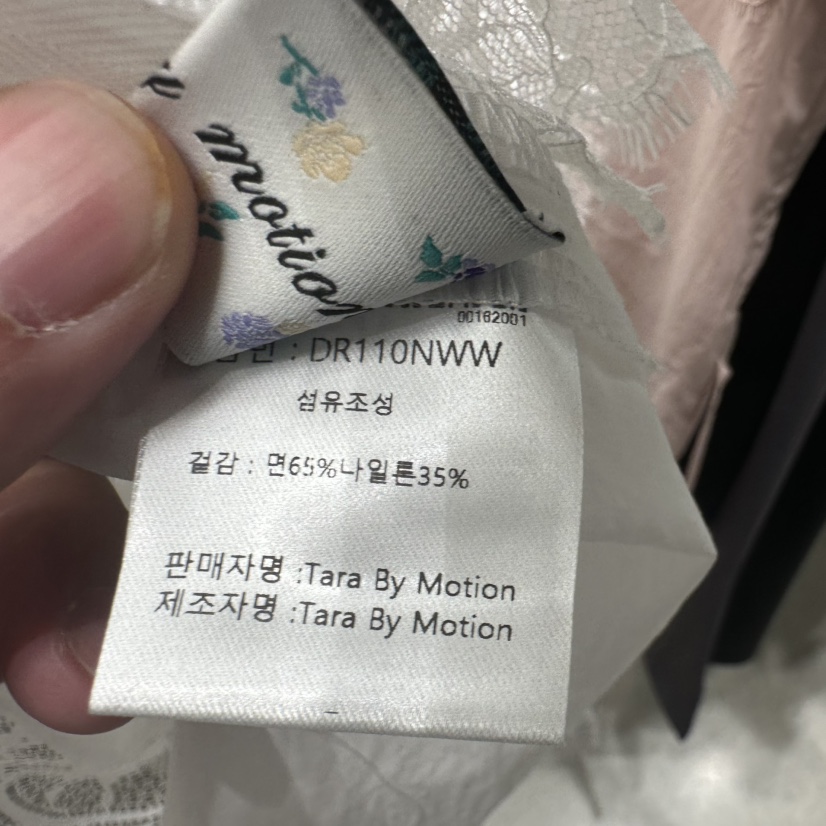 motion
00162001
: DR110NWW
섬유조성
겉감 : 면65%나일론35%
판매자명 :Tara By Motion
제조자명 :Tara By Motion